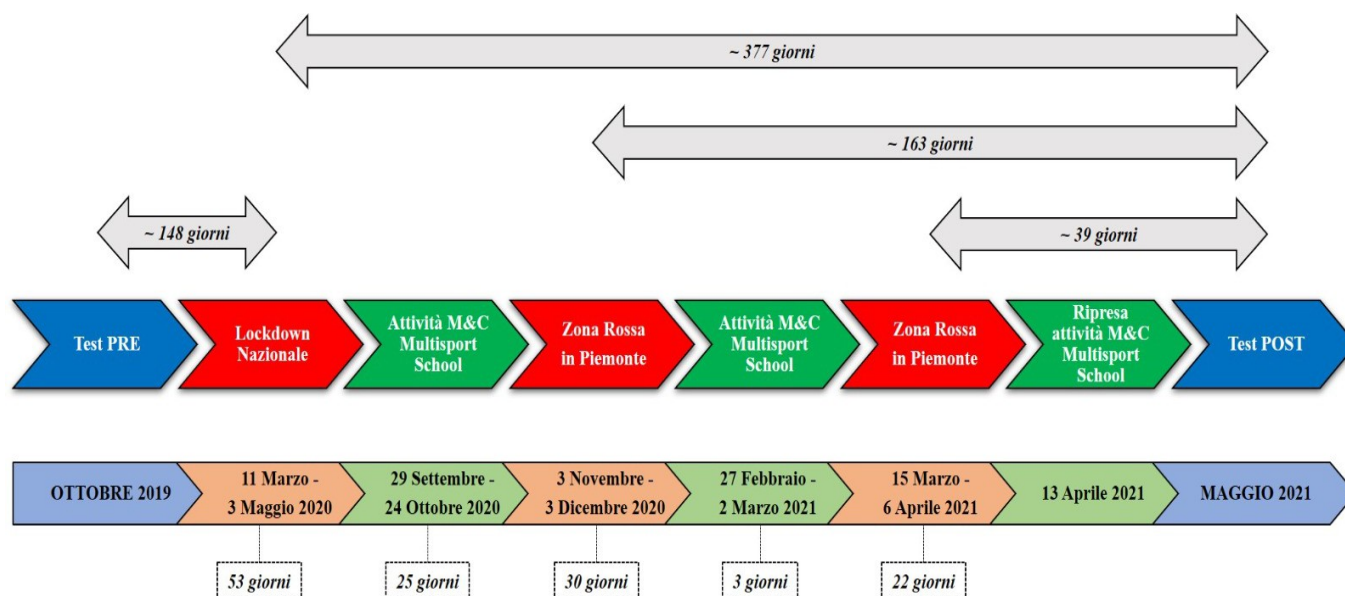 ~ 377 giorni
~ 163 giorni
~ 148 giorni
~ 39 giorni
Test PRE
Lockdown
Nazionale
Attività M&C
Multisport
School
Zona Rossa
in Piemonte
Attività M&C
Multisport
School
Zona Rossa
in Piemonte
Ripresa
attività M&C
Multisport
School
Test POST
OTTOBRE 2019
11 Marzo -
3 Maggio 2020
29 Settembre -
24 Ottobre 2020
3 Novembre -
3 Dicembre 2020
27 Febbraio -
2 Marzo 2021
15 Marzo -
6 Aprile 2021
13 Aprile 2021
MAGGIO 2021
53 giorni
25 giorni
30 giorni
3 giorni
22 giorni